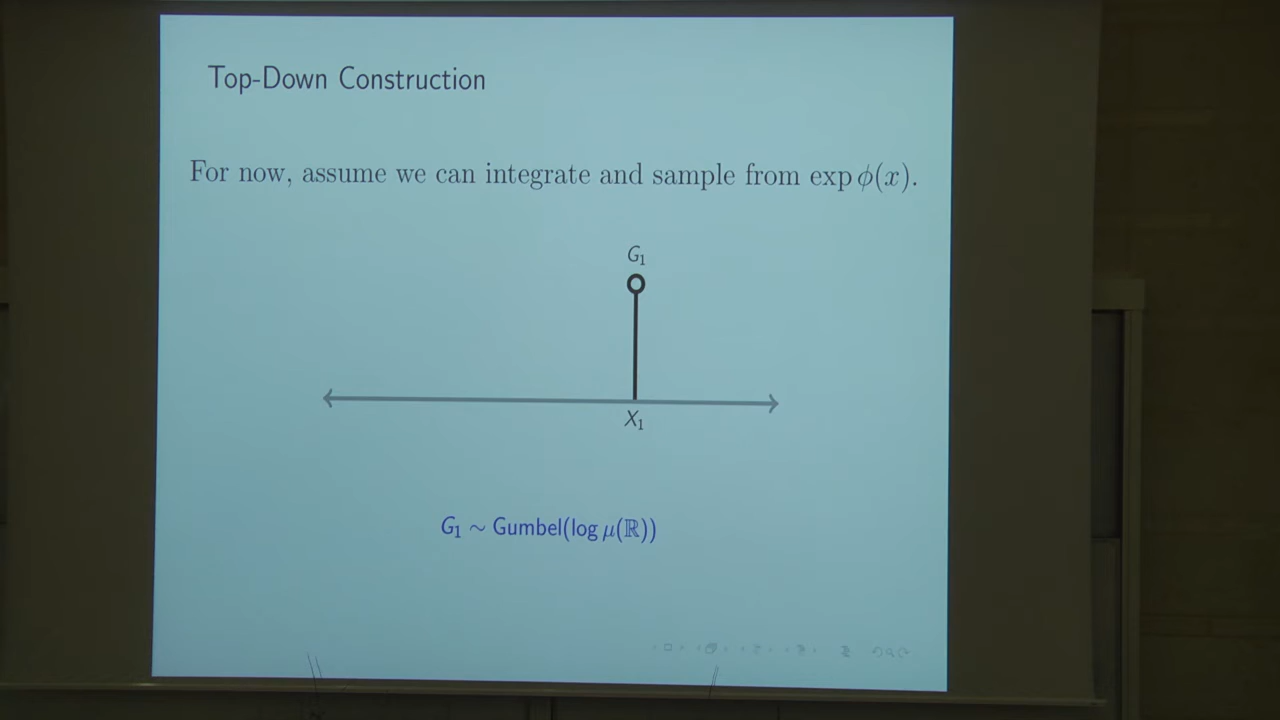 Top-Down Construction
For now, assume we can integrate and sample from exp ϕ(x).
G₁
X₁
G₁ ∼ Gumbel(log μ(ℝ))